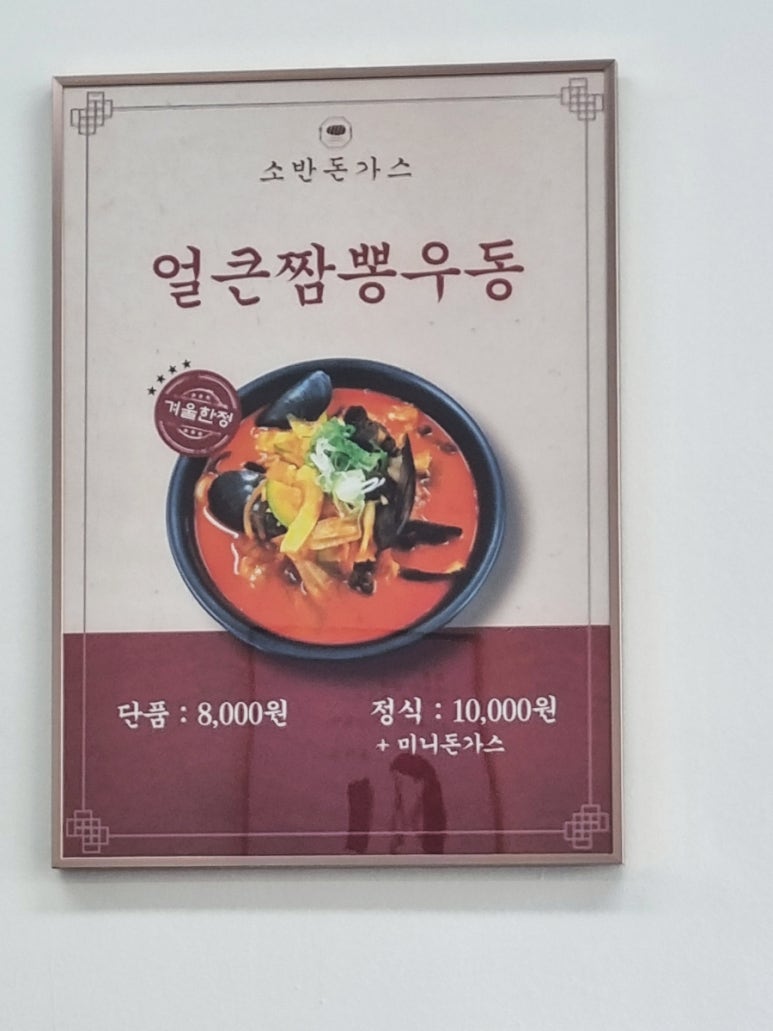 소반돈가스
얼큰짬뽕우동
겨울한정
단품 : 8,000원
정식 : 10,000원
+ 미니돈가스